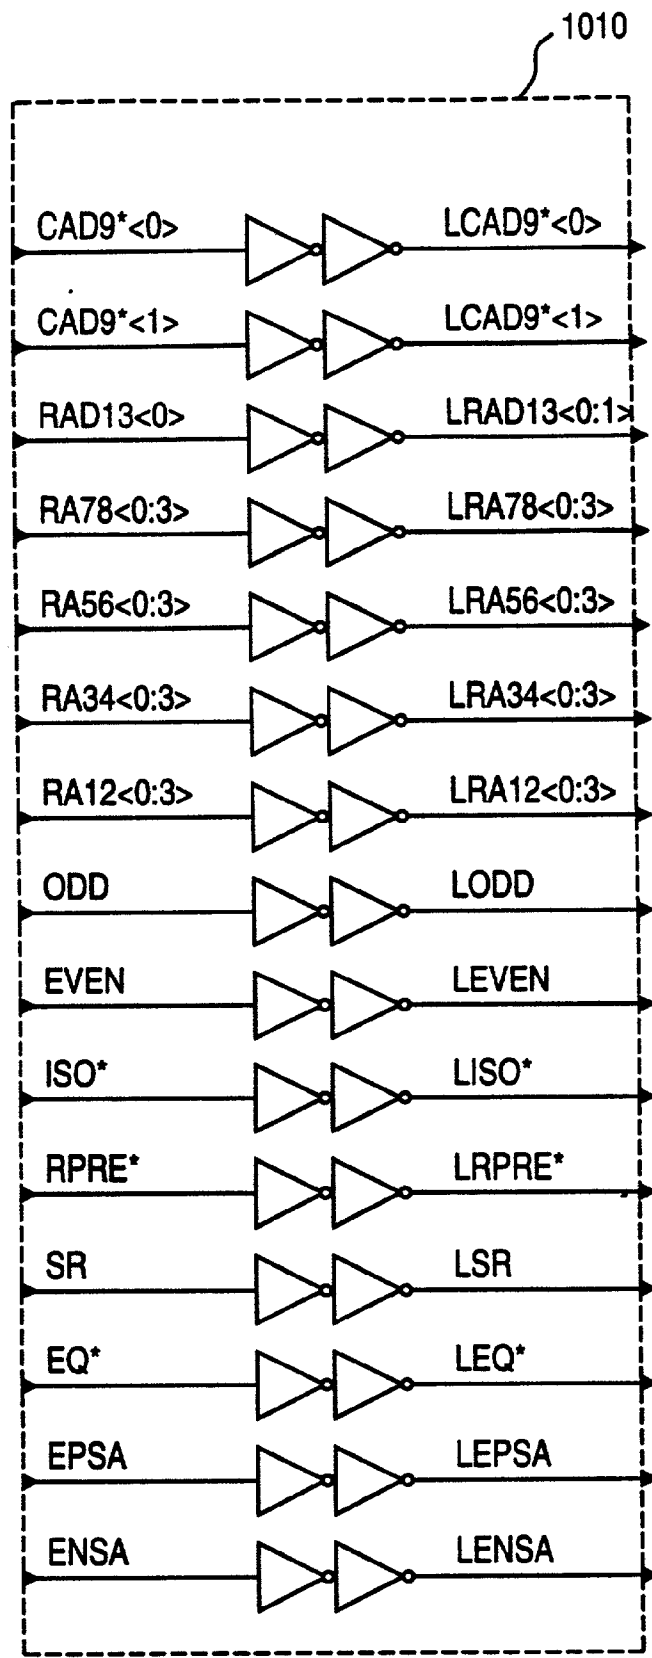 1010
CAD9*<0> LCAD9*<0>
CAD9*<1> LCAD9*<1>
RAD13<0> LRAD13<0:1>
RA78<0:3> LRA78<0:3>
RA56<0:3> LRA56<0:3>
RA34<0:3> LRA34<0:3>
RA12<0:3> LRA12<0:3>
ODD LODD
EVEN LEVEN
ISO* LISO*
RPRE* LRPRE*
SR LSR
EQ* LEQ*
EPSA LEPSA
ENSA LENSA